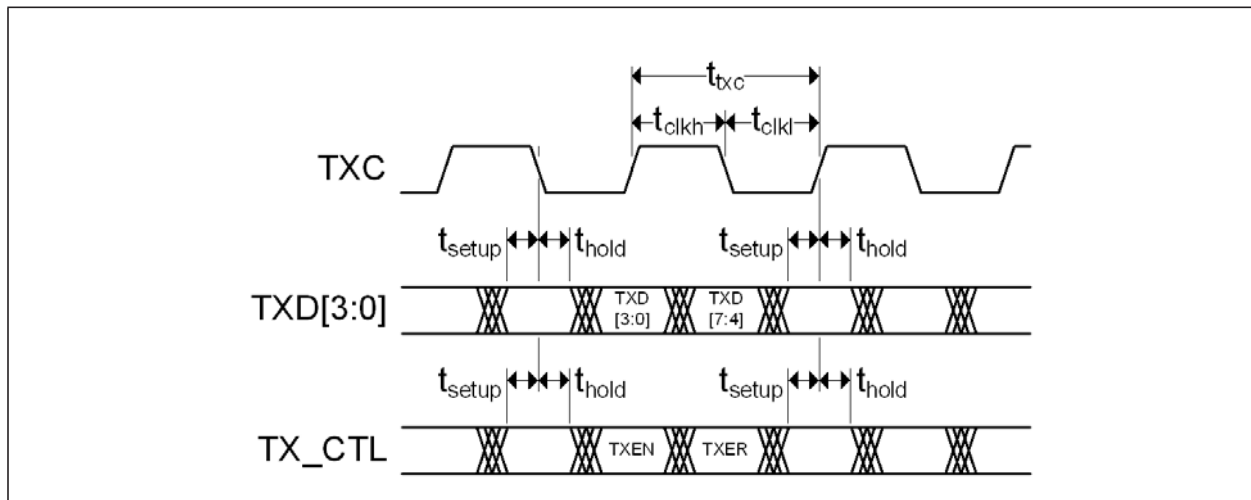 t_txc
t_clkh t_clkl
TXC
t_setup t_hold t_setup t_hold
TXD[3:0] TXD [3:0] TXD [7:4]
t_setup t_hold t_setup t_hold
TX_CTL TXEN TXER